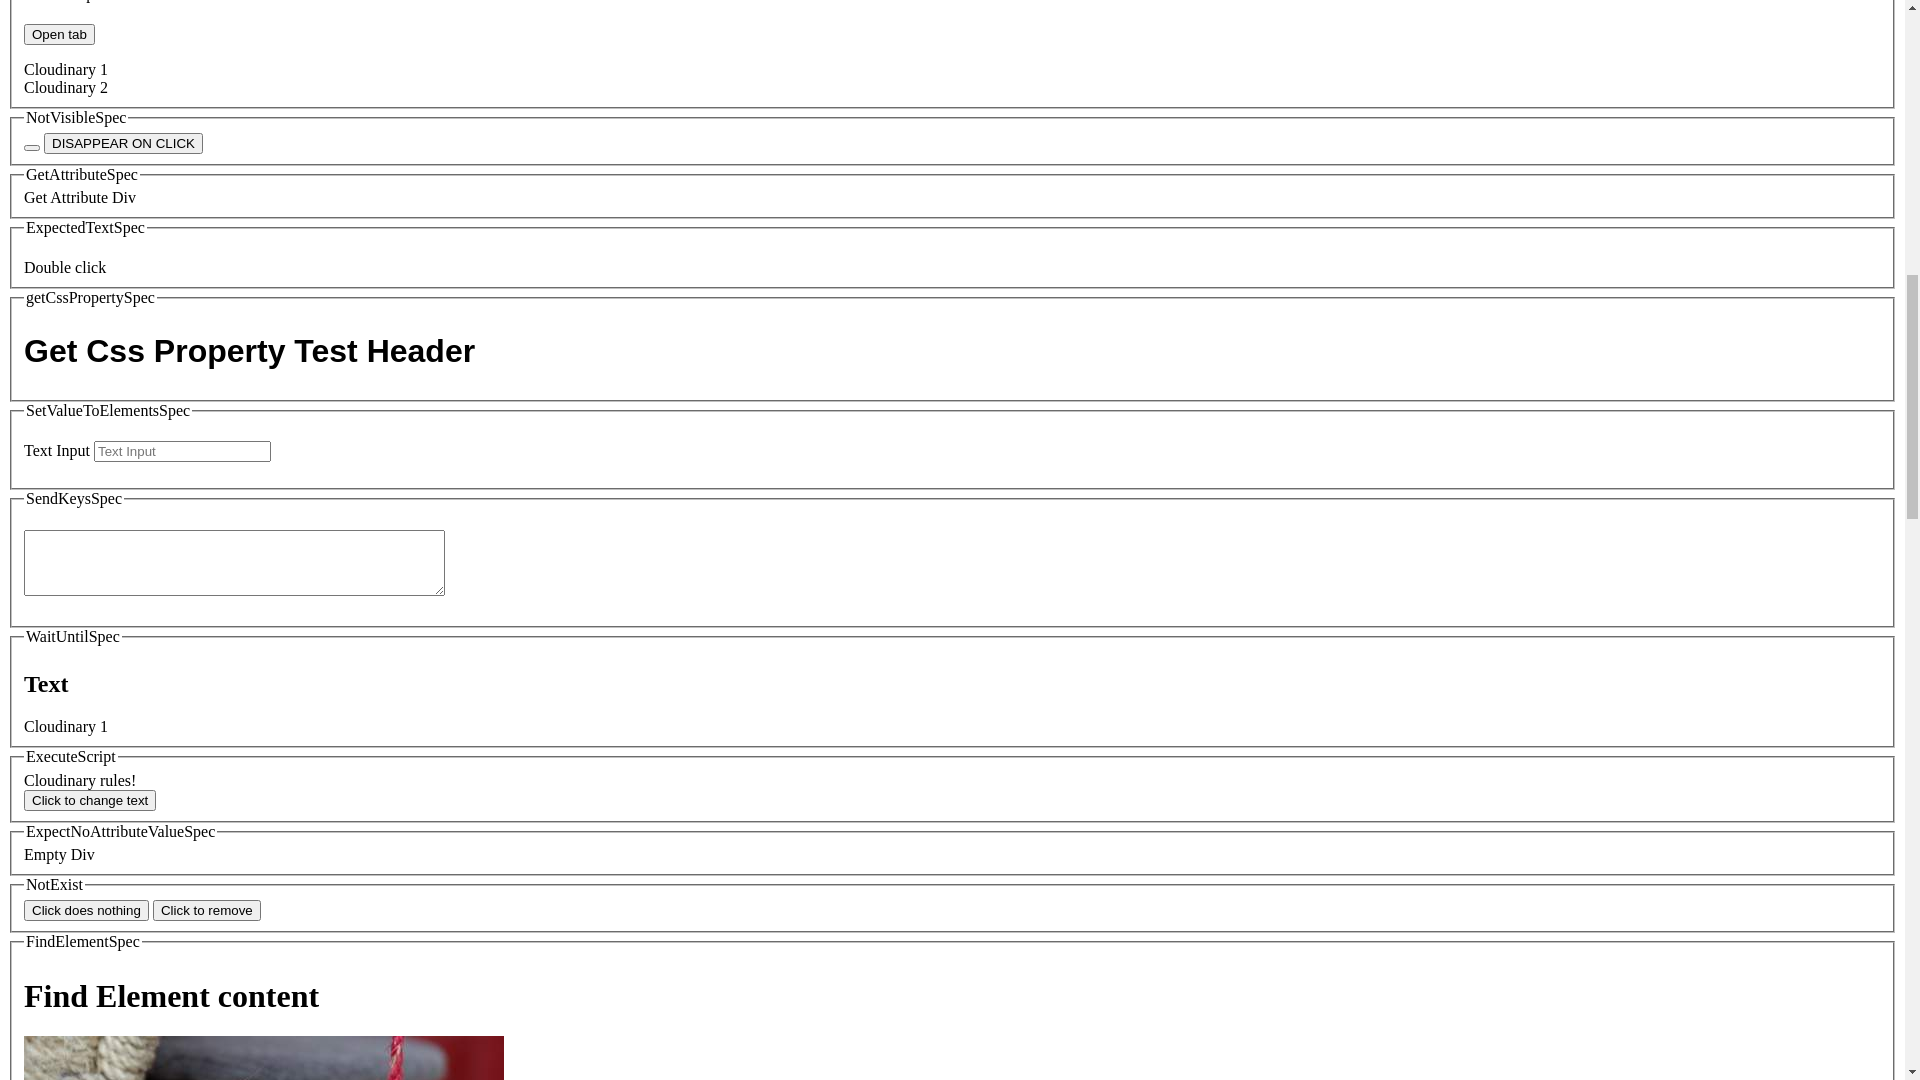 Open tab
Cloudinary 1
Cloudinary 2
NotVisibleSpec
DISAPPEAR ON CLICK
GetAttributeSpec
Get Attribute Div
ExpectedTextSpec
Double click
getCssPropertySpec
Get Css Property Test Header
SetValueToElementsSpec
Text Input Text Input
SendKeysSpec
WaitUntilSpec
Text
Cloudinary 1
ExecuteScript
Cloudinary rules!
Click to change text
ExpectNoAttributeValueSpec
Empty Div
NotExist
Click does nothing Click to remove
FindElementSpec
Find Element content